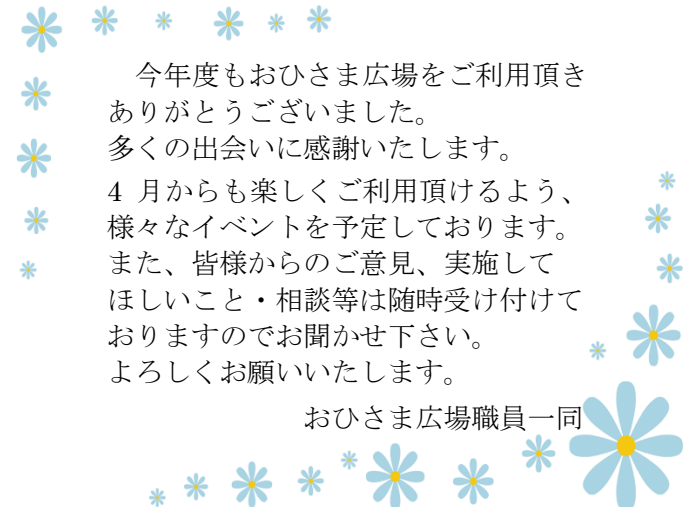 今年度もおひさま広場をご利用頂き
ありがとうございました。
多くの出会いに感謝いたします。
4 月からも楽しくご利用頂けるよう、
様々なイベントを予定しております。
また、皆様からのご意見、実施して
ほしいこと・相談等は随時受け付けて
おりますのでお聞かせ下さい。
よろしくお願いいたします。
おひさま広場職員一同